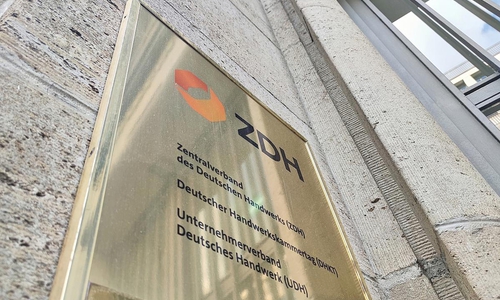 ZDH
Zentralverband
des Deutschen Handwerks (ZDH)
Deutscher Handwerkskammertag (DHKT)
Unternehmerverband
Deutsches Handwerk (UDH)